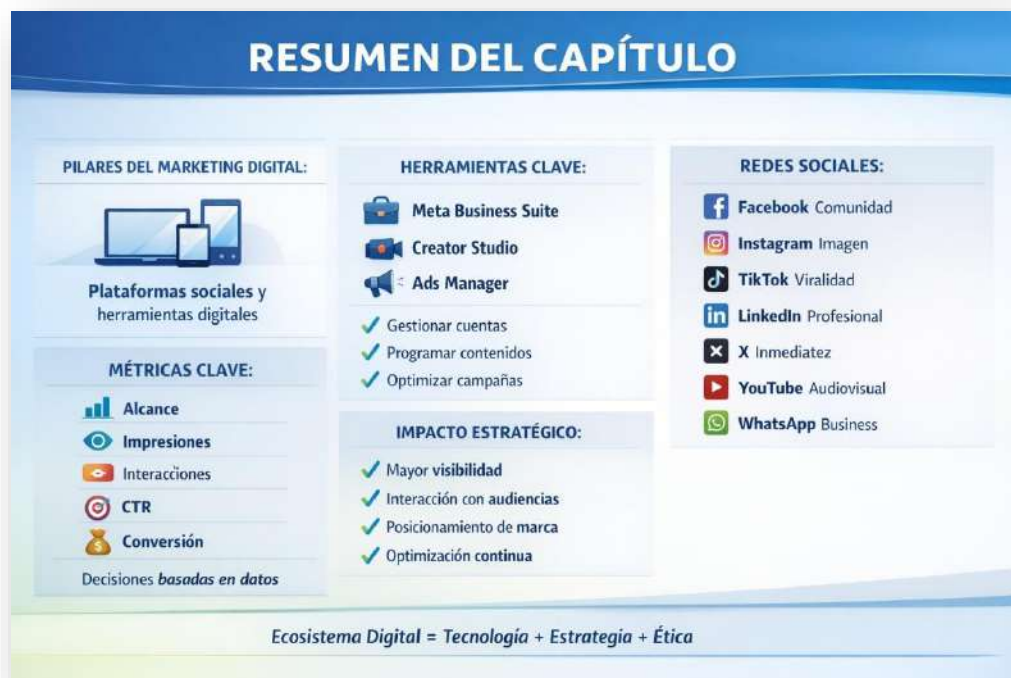 RESUMEN DEL CAPÍTULO
PILARES DEL MARKETING DIGITAL:
Plataformas sociales y
herramientas digitales
MÉTRICAS CLAVE:
Alcance
Impresiones
Interacciones
CTR
Conversión
Decisiones basadas en datos
HERRAMIENTAS CLAVE:
Meta Business Suite
Creator Studio
Ads Manager
Gestionar cuentas
Programar contenidos
Optimizar campañas
IMPACTO ESTRATÉGICO:
Mayor visibilidad
Interacción con audiencias
Posicionamiento de marca
Optimización continua
REDES SOCIALES:
Facebook Comunidad
Instagram Imagen
TikTok Viralidad
LinkedIn Profesional
X Inmediatez
YouTube Audiovisual
WhatsApp Business
Ecosistema Digital = Tecnología + Estrategia + Ética